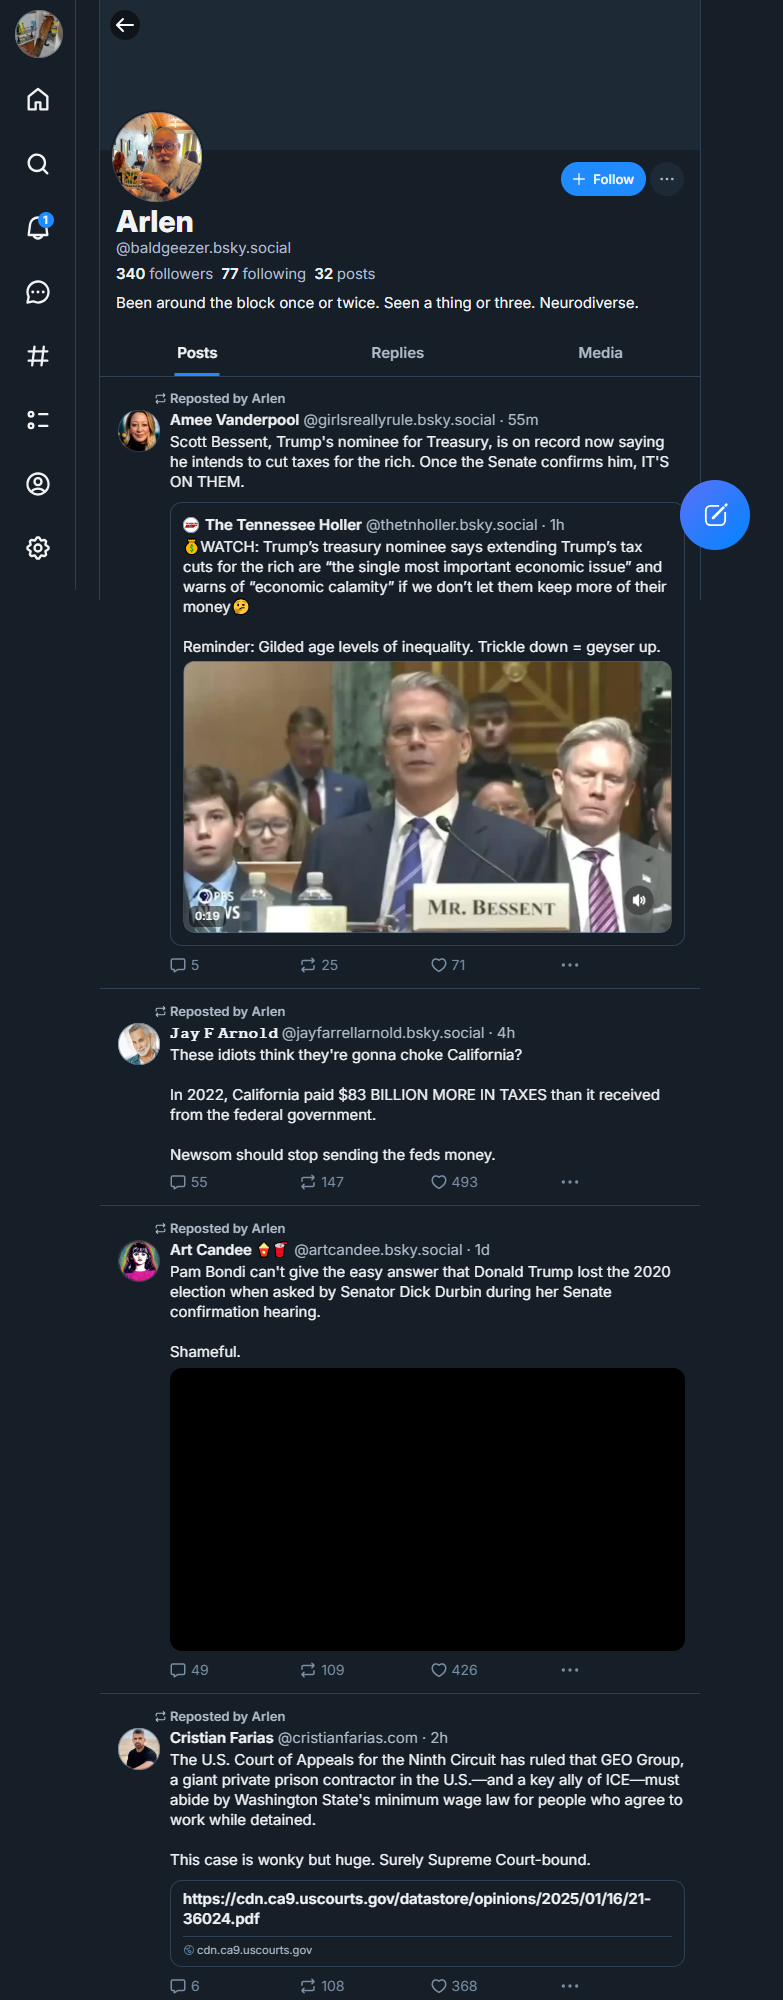 1
+ Follow
Arlen
@baldgeezer.bsky.social
340 followers 77 following 32 posts
Been around the block once or twice. Seen a thing or three. Neurodiverse.
Posts Replies Media
Reposted by Arlen
Amee Vanderpool @girlsreallyrule.bsky.social · 55m
Scott Bessent, Trump's nominee for Treasury, is on record now saying
he intends to cut taxes for the rich. Once the Senate confirms him, IT'S
ON THEM.
The Tennessee Holler @thetnholler.bsky.social · 1h
💰WATCH: Trump’s treasury nominee says extending Trump’s tax
cuts for the rich are “the single most important economic issue” and
warns of “economic calamity” if we don’t let them keep more of their
money🤔
Reminder: Gilded age levels of inequality. Trickle down = geyser up.
PBS
NEWS
0:19
MR. BESSENT
5 25 71
Reposted by Arlen
Jay F Arnold @jayfarrellarnold.bsky.social · 4h
These idiots think they're gonna choke California?
In 2022, California paid $83 BILLION MORE IN TAXES than it received
from the federal government.
Newsom should stop sending the feds money.
55 147 493
Reposted by Arlen
Art Candee 🍿🥤 @artcandee.bsky.social · 1d
Pam Bondi can't give the easy answer that Donald Trump lost the 2020
election when asked by Senator Dick Durbin during her Senate
confirmation hearing.
Shameful.
49 109 426
Reposted by Arlen
Cristian Farias @cristianfarias.com · 2h
The U.S. Court of Appeals for the Ninth Circuit has ruled that GEO Group,
a giant private prison contractor in the U.S.—and a key ally of ICE—must
abide by Washington State's minimum wage law for people who agree to
work while detained.
This case is wonky but huge. Surely Supreme Court-bound.
https://cdn.ca9.uscourts.gov/datastore/opinions/2025/01/16/21-
36024.pdf
cdn.ca9.uscourts.gov
6 108 368